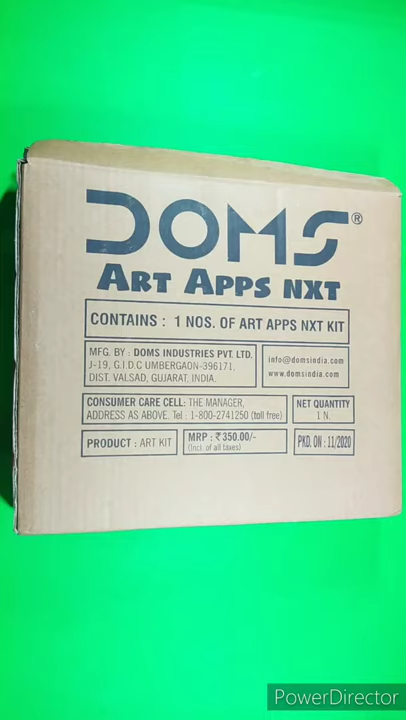 DOMS®
ART APPS NXT
CONTAINS : 1 NOS. OF ART APPS NXT KIT
MFG. BY : DOMS INDUSTRIES PVT. LTD.
J-19, G.I.D.C UMBERGAON-396171,
DIST. VALSAD, GUJARAT, INDIA.
info@domsindia.com
www.domsindia.com
CONSUMER CARE CELL: THE MANAGER,
ADDRESS AS ABOVE. Tel : 1-800-2741250 (toll free)
NET QUANTITY
1 N.
PRODUCT : ART KIT
MRP : ₹ 350.00/-
(Incl. of all taxes)
PKD. ON : 11/2020
PowerDirector